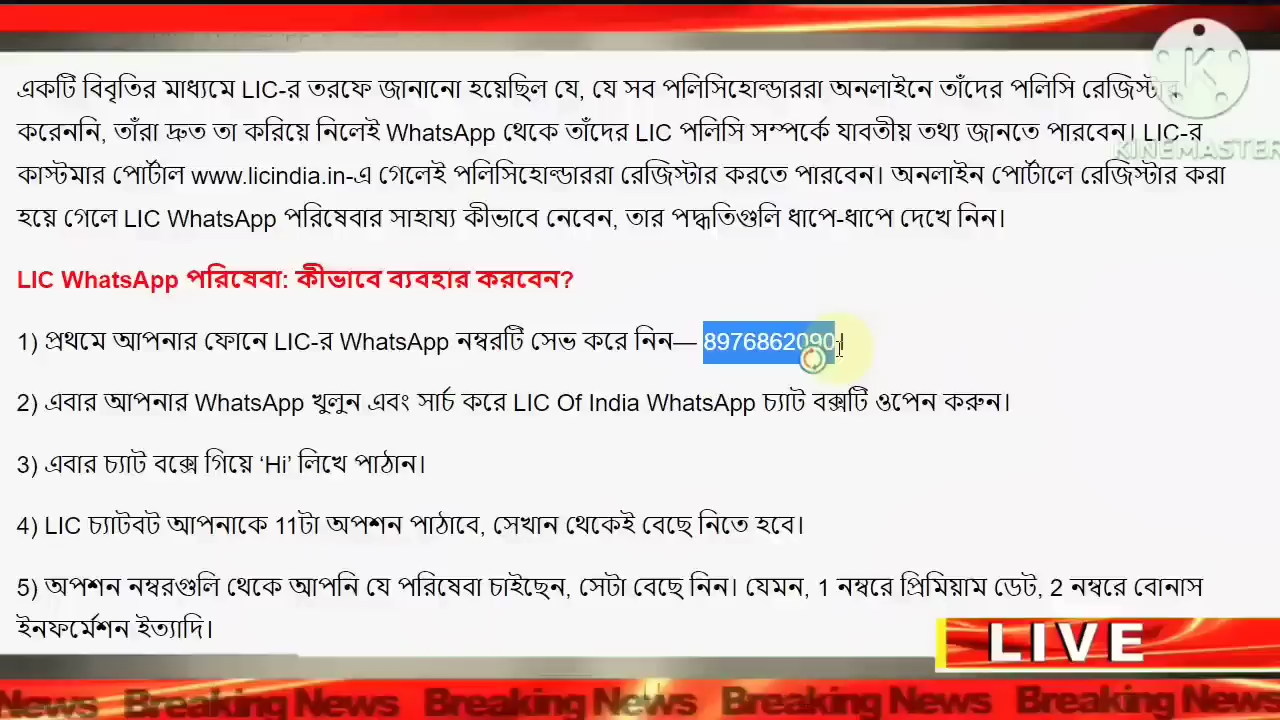 একটি বিবৃতির মাধ্যমে LIC-র তরফে জানানো হয়েছিল যে, যে সব পলিসিহোল্ডাররা অনলাইনে তাঁদের পলিসি রেজিস্টার
করেননি, তাঁরা দ্রুত তা করিয়ে নিলেই WhatsApp থেকে তাঁদের LIC পলিসি সম্পর্কে যাবতীয় তথ্য জানতে পারবেন। LIC-র
কাস্টমার পোর্টাল www.licindia.in-এ গেলেই পলিসিহোল্ডাররা রেজিস্টার করতে পারবেন। অনলাইন পোর্টালে রেজিস্টার করা
হয়ে গেলে LIC WhatsApp পরিষেবার সাহায্য কীভাবে নেবেন, তার পদ্ধতিগুলি ধাপে-ধাপে দেখে নিন।
LIC WhatsApp পরিষেবা: কীভাবে ব্যবহার করবেন?
1) প্রথমে আপনার ফোনে LIC-র WhatsApp নম্বরটি সেভ করে নিন— 8976862090।
2) এবার আপনার WhatsApp খুলুন এবং সার্চ করে LIC Of India WhatsApp চ্যাট বক্সটি ওপেন করুন।
3) এবার চ্যাট বক্সে গিয়ে ‘Hi’ লিখে পাঠান।
4) LIC চ্যাটবট আপনাকে 11টা অপশন পাঠাবে, সেখান থেকেই বেছে নিতে হবে।
5) অপশন নম্বরগুলি থেকে আপনি যে পরিষেবা চাইছেন, সেটা বেছে নিন। যেমন, 1 নম্বরে প্রিমিয়াম ডেট, 2 নম্বরে বোনাস
ইনফর্মেশন ইত্যাদি।
KINEMASTER
LIVE
News Breaking News Breaking News Breaking News Breaking News